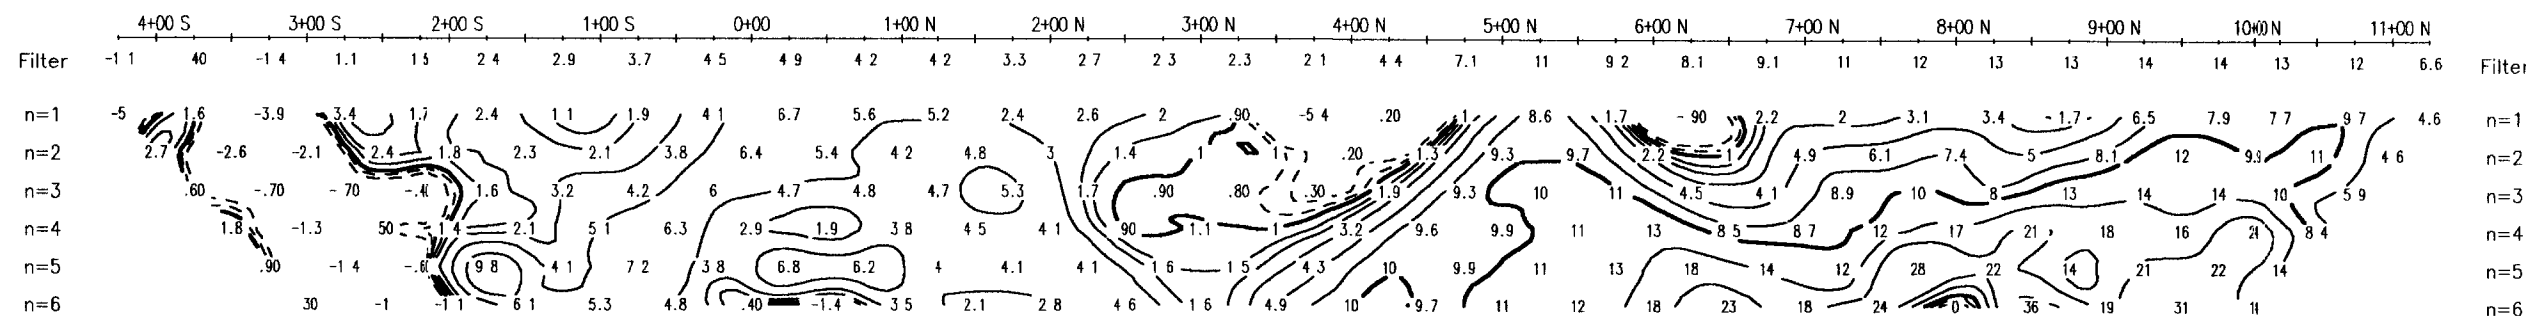 4+00 S 3+00 S 2+00 S 1+00 S 0+00 1+00 N 2+00 N 3+00 N 4+00 N 5+00 N 6+00 N 7+00 N 8+00 N 9+00 N 10+00 N 11+00 N
Filter -1 1 40 -1 4 1.1 1 5 2 4 2.9 3.7 4 5 4 9 4 2 4 2 3.3 2 7 2 3 2.3 2 1 4 4 7.1 11 9 2 8.1 9.1 11 12 13 13 14 14 13 12 6.6 Filter
n=1 -5 1.6 -3.9 3.4 1.7 2.4 1 1 1.9 4 1 6.7 5.6 5.2 2.4 2.6 2 .90 -5 4 .20 1 8.6 1.7 - 90 2.2 2 3.1 3.4 -1.7 6.5 7.9 7 7 9 7 4.6 n=1
n=2 2.7 -2.6 -2.1 2.4 1.8 2.3 2.1 3.8 6.4 5.4 4 2 4.8 3 1.4 1 1 .20 1.3 9.3 9.7 2.2 1 4.9 6.1 7.4 5 8.1 12 9.9 11 4 6 n=2
n=3 .60 -.70 - 70 1.6 3.2 4.2 6 4.7 4.8 4.7 5.3 1.7 .90 .80 .30 1.9 9.3 10 11 4.5 4.1 8.9 10 8 13 14 14 10 5 9 n=3
n=4 1.8 -1.3 50 1 4 2.1 5 1 6.3 2.9 1.9 3 8 4 5 4 1 90 1.1 1 3.2 9.6 9.9 11 13 8 5 8 7 12 17 21 18 16 8 4 n=4
n=5 .90 -1 4 9 8 4 1 7 2 3 8 6.8 6.2 4 4.1 4 1 1 6 1 5 4 3 10 9.9 11 13 18 14 12 28 22 14 21 22 14 n=5
n=6 30 -1 -1 1 6 1 5.3 4.8 .40 -1.4 3 5 2.1 2 8 4 6 1 6 4.9 10 9.7 11 12 18 23 18 24 0 36 19 31 n=6